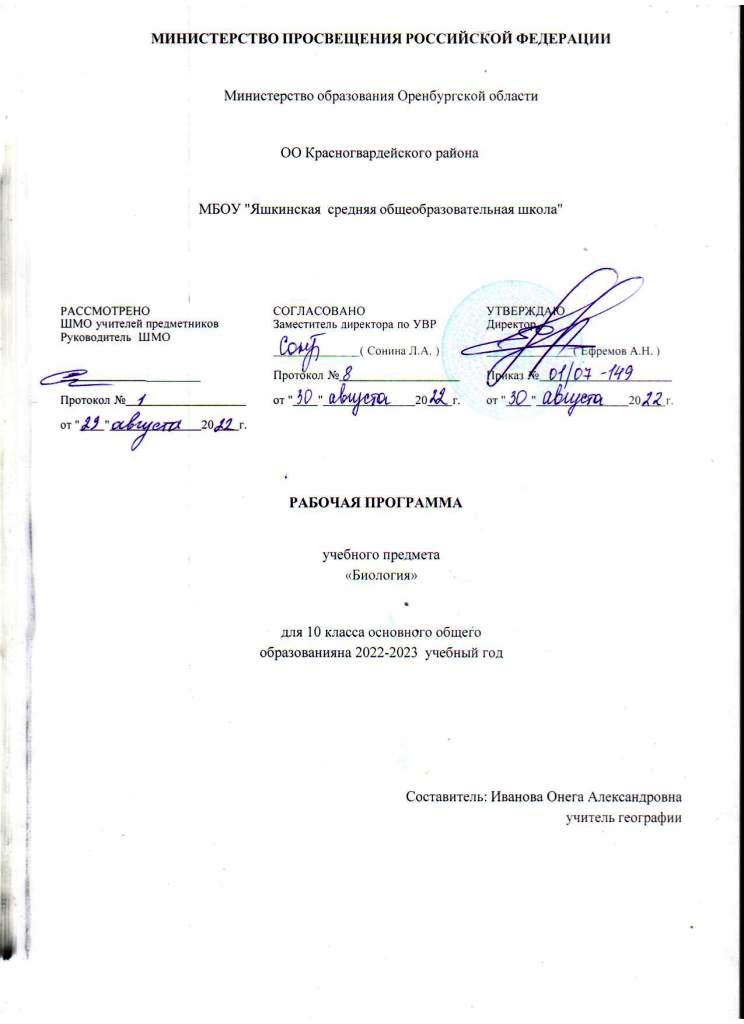 МИНИСТЕРСТВО ПРОСВЕЩЕНИЯ РОССИЙСКОЙ ФЕДЕРАЦИИ
Министерство образования Оренбургской области
ОО Красногвардейского района
МБОУ "Яшкинская средняя общеобразовательная школа"
РАССМОТРЕНО
ШМО учителей предметников
Руководитель ШМО
Протокол № 1
от "29" августа 2022 г.
СОГЛАСОВАНО
Заместитель директора по УВР
( Сонина Л.А. )
Протокол № 8
от "30" августа 2022 г.
УТВЕРЖДАЮ
Директор
( Ефремов А.Н. )
Приказ № 01/07 -149
от "30" августа 2022 г.
РАБОЧАЯ ПРОГРАММА
учебного предмета
«Биология»
для 10 класса основного общего
образованияна 2022-2023 учебный год
Составитель: Иванова Онега Александровна
учитель географии